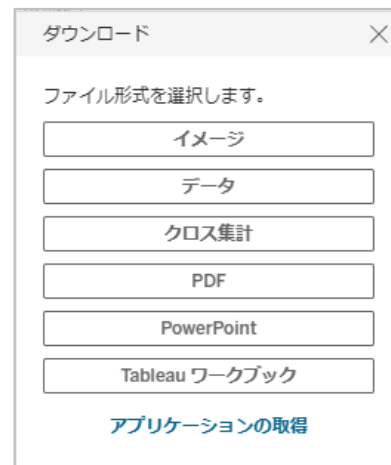 ダウンロード
ファイル形式を選択します。
イメージ
データ
クロス集計
PDF
PowerPoint
Tableau ワークブック
アプリケーションの取得